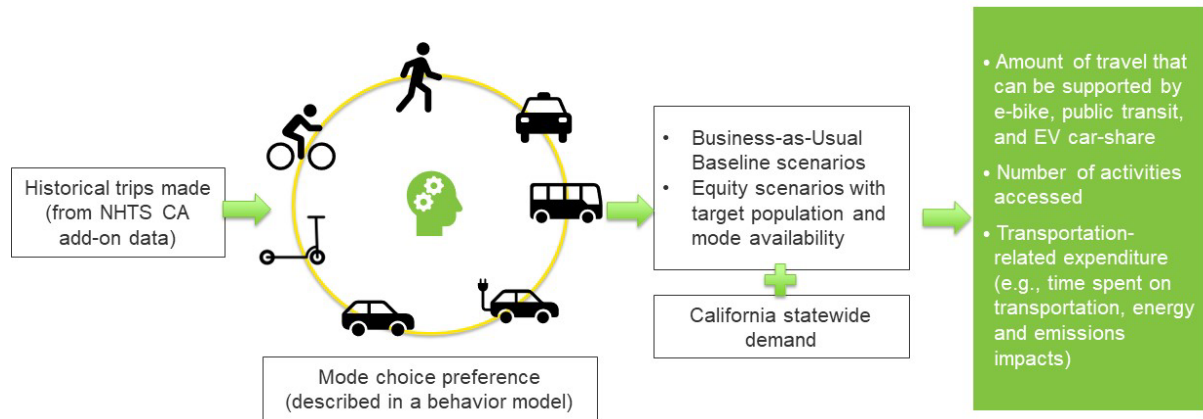 Historical trips made
(from NHTS CA
add-on data)
Mode choice preference
(described in a behavior model)
• Business-as-Usual
Baseline scenarios
• Equity scenarios with
target population and
mode availability
California statewide
demand
• Amount of travel that
can be supported by
e-bike, public transit,
and EV car-share
• Number of activities
accessed
• Transportation-
related expenditure
(e.g., time spent on
transportation, energy
and emissions
impacts)